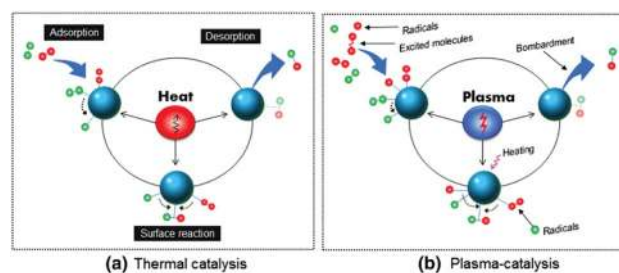 Adsorption
Desorption
Heat
Surface reaction
(a) Thermal catalysis
Radicals
Excited molecules
Bombardment
Plasma
Heating
Radicals
(b) Plasma-catalysis